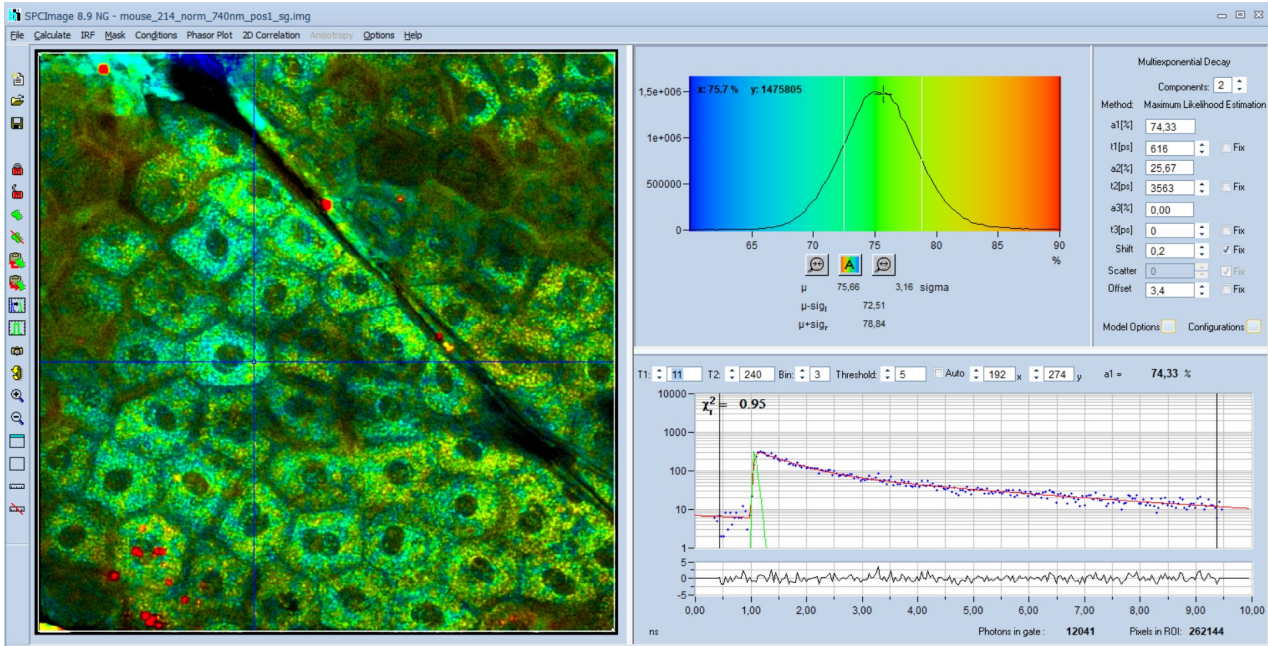 SPCImage 8.9 NG - mouse_214_norm_740nm_pos1_sg.img
File Calculate IRF Mask Conditions Phasor Plot 2D Correlation Anisotropy Options Help
x: 75.7 % y: 1475805
1,5e+006
1e+006
500000
0
65 70 75 80 85 90
%
A
µ 75,66 3,16 sigma
µ-sigl 72,51
µ+sigr 78,84
Multiexponential Decay
Components: 2
Method: Maximum Likelihood Estimation
a1[%] 74,33
t1[ps] 616 Fix
a2[%] 25,67
t2[ps] 3563 Fix
a3[%] 0,00
t3[ps] 0 Fix
Shift 0,2 Fix
Scatter 0 Fix
Offset 3,4 Fix
Model Options Configurations
T1: 11 T2: 240 Bin: 3 Threshold: 5 Auto 192 x 274 y a1 = 74,33 %
χ²r = 0.95
10000
1000
100
10
1
5
0
-5
0,00 1,00 2,00 3,00 4,00 5,00 6,00 7,00 8,00 9,00 10,00
ns Photons in gate : 12041 Pixels in ROI: 262144